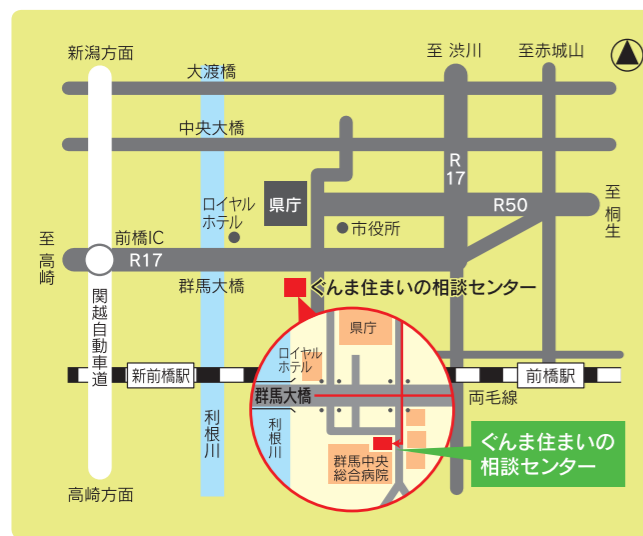 新潟方面
至 渋川
至赤城山
大渡橋
中央大橋
R
17
ロイヤル
ホテル
県庁
R50
至
桐
生
市役所
至
高
崎
前橋IC
R17
群馬大橋
ぐんま住まいの相談センター
関
越
自
動
車
道
県庁
ロイヤル
ホテル
新前橋駅
前橋駅
群馬大橋
両毛線
利
根
川
利
根
川
群馬中央
総合病院
ぐんま住まいの
相談センター
高崎方面